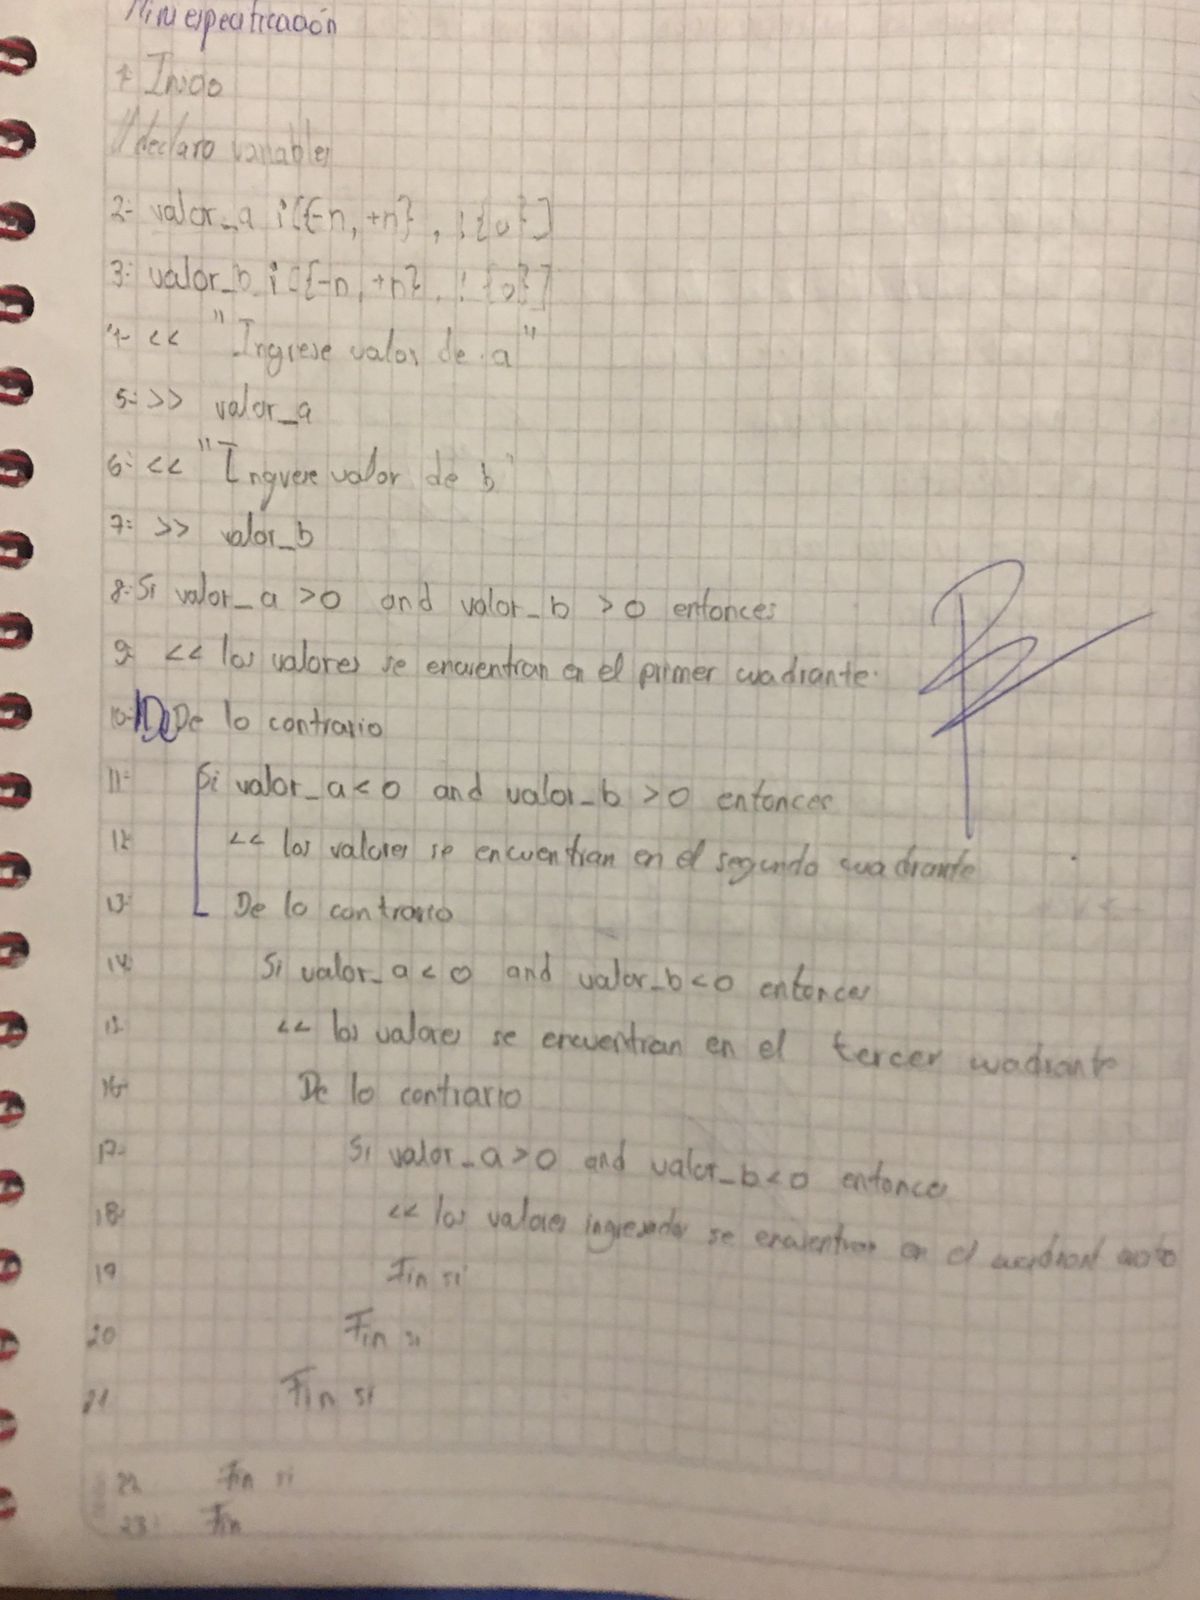 Miniespecificación
1- Inicio
//declaro variables
2- valor_a i[{-n, +n}, !{0}]
3- valor_b i[{-n, +n}, !{0}]
4- << "Ingrese valor de a"
5- >> valor_a
6- << "Ingrese valor de b"
7- >> valor_b
8- Si valor_a >0 and valor_b >0 entonces
9- << los valores se encuentran en el primer cuadrante.
10- De lo contrario
11- Si valor_a<0 and valor_b >0 entonces
12- << los valores se encuentran en el segundo cuadrante
13- De lo contrario
14- Si valor_a<0 and valor_b<0 entonces
15- << los valores se encuentran en el tercer cuadrante
16- De lo contrario
17- Si valor_a>0 and valor_b<0 entonces
18- << los valores ingresados se encuentran en el
19 Fin si
20 Fin si
21 Fin si
22 Fin si
23- Fin